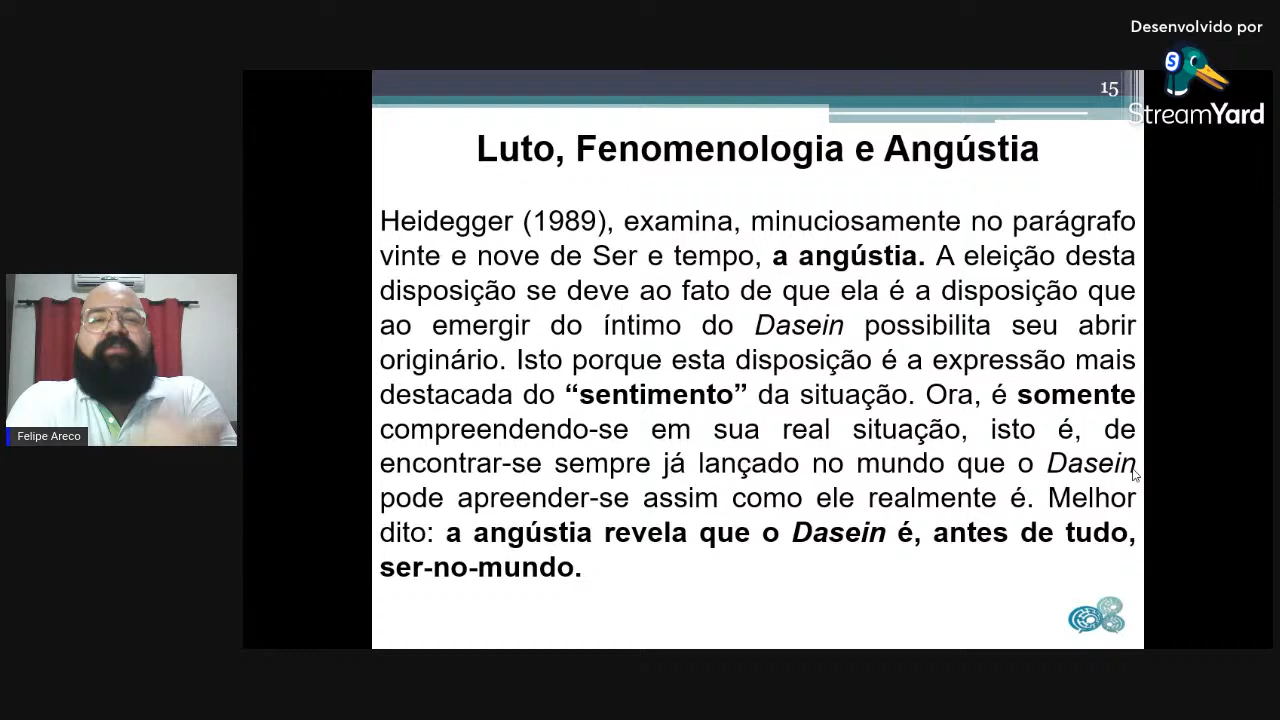 Desenvolvido por
StreamYard
15
Luto, Fenomenologia e Angústia
Heidegger (1989), examina, minuciosamente no parágrafo
vinte e nove de Ser e tempo, a angústia. A eleição desta
disposição se deve ao fato de que ela é a disposição que
ao emergir do íntimo do Dasein possibilita seu abrir
originário. Isto porque esta disposição é a expressão mais
destacada do “sentimento” da situação. Ora, é somente
compreendendo-se em sua real situação, isto é, de
encontrar-se sempre já lançado no mundo que o Dasein
pode apreender-se assim como ele realmente é. Melhor
dito: a angústia revela que o Dasein é, antes de tudo,
ser-no-mundo.
Felipe Areco